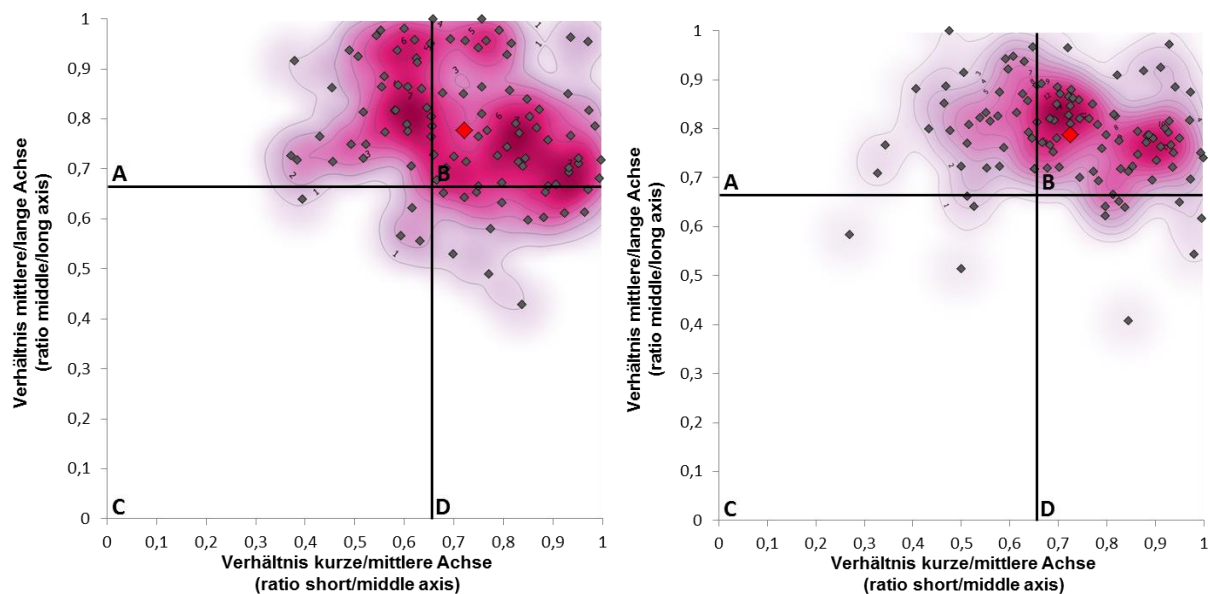 Verhältnis mittlere/lange Achse
(ratio middle/long axis)
1
0,9
0,8
0,7
0,6
0,5
0,4
0,3
0,2
0,1
0
A
B
C
D
0 0,1 0,2 0,3 0,4 0,5 0,6 0,7 0,8 0,9 1
Verhältnis kurze/mittlere Achse
(ratio short/middle axis)
Verhältnis mittlere/lange Achse
(ratio middle/long axis)
1
0,9
0,8
0,7
0,6
0,5
0,4
0,3
0,2
0,1
0
A
B
C
D
0 0,1 0,2 0,3 0,4 0,5 0,6 0,7 0,8 0,9 1
Verhältnis kurze/mittlere Achse
(ratio short/middle axis)